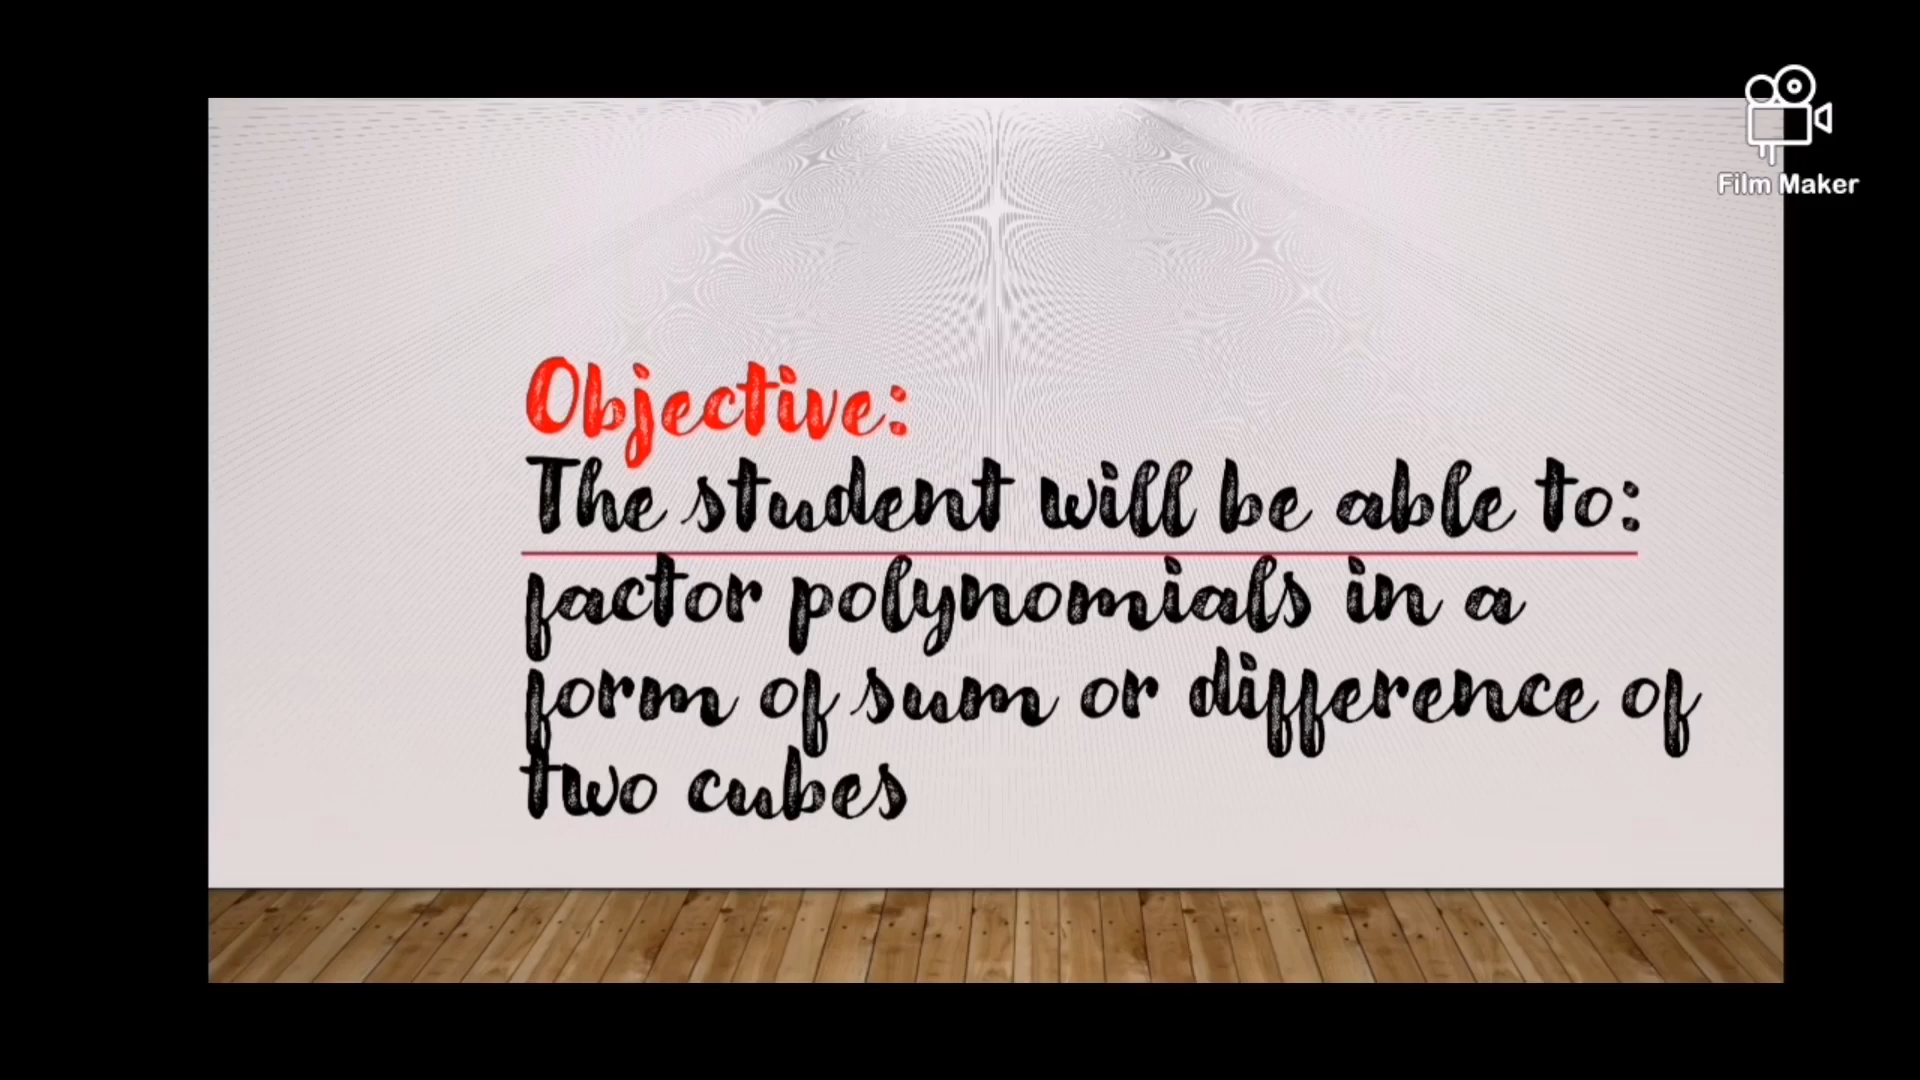 Film Maker
Objective:
The student will be able to:
factor polynomials in a
form of sum or difference of
two cubes